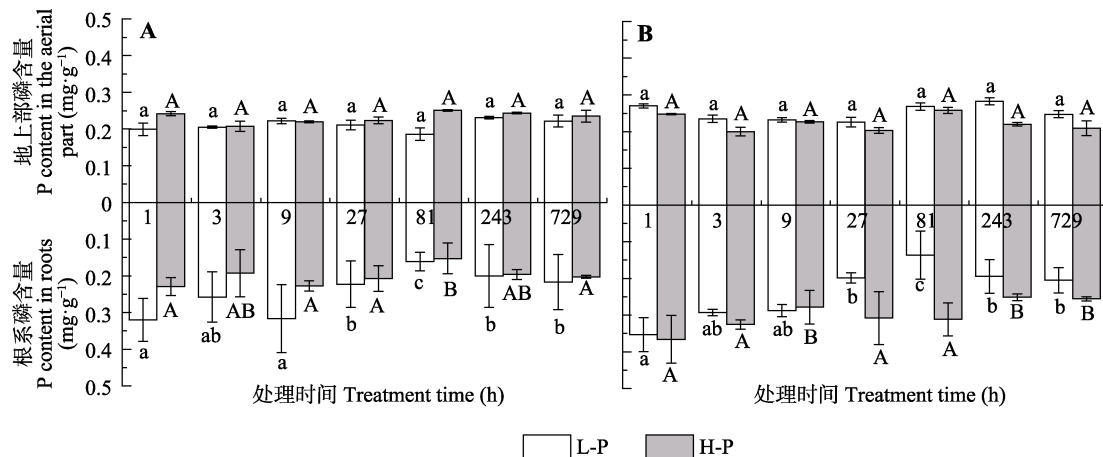 地上部磷含量
P content in the aerial
part (mg·g⁻¹)
根系磷含量
P content in roots
(mg·g⁻¹)
0.5
0.4
0.3
0.2
0.1
0
0.1
0.2
0.3
0.4
0.5
A
a A a A a A a A a A a A a A
1 3 9 27 81 243 729
a A ab AB a A b A c B b AB b A
处理时间 Treatment time (h)
B
a A a A a A a A a A a A a A
1 3 9 27 81 243 729
a A ab A ab B b A c A b B b B
处理时间 Treatment time (h)
L-P H-P